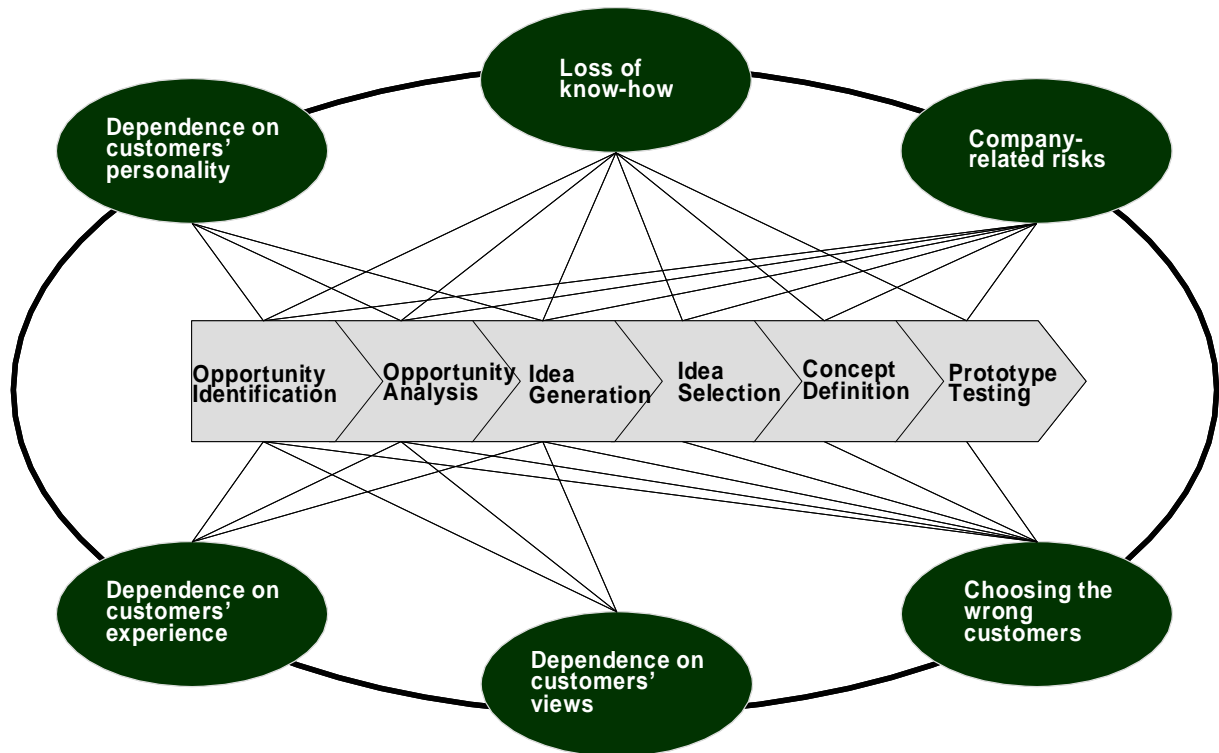 Loss of
know-how
Dependence on
customers’
personality
Company-
related risks
Opportunity
Identification
Opportunity
Analysis
Idea
Generation
Idea
Selection
Concept
Definition
Prototype
Testing
Dependence on
customers’
experience
Dependence on
customers’
views
Choosing the
wrong
customers